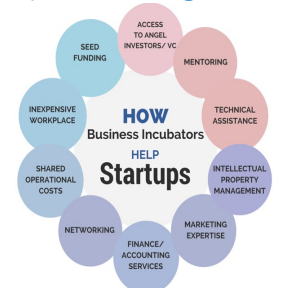 HOW
Business Incubators
HELP
Startups
ACCESS
TO ANGEL
INVESTORS/ VC
MENTORING
TECHNICAL
ASSISTANCE
INTELLECTUAL
PROPERTY
MANAGEMENT
MARKETING
EXPERTISE
FINANCE/
ACCOUNTING
SERVICES
NETWORKING
SHARED
OPERATIONAL
COSTS
INEXPENSIVE
WORKPLACE
SEED
FUNDING